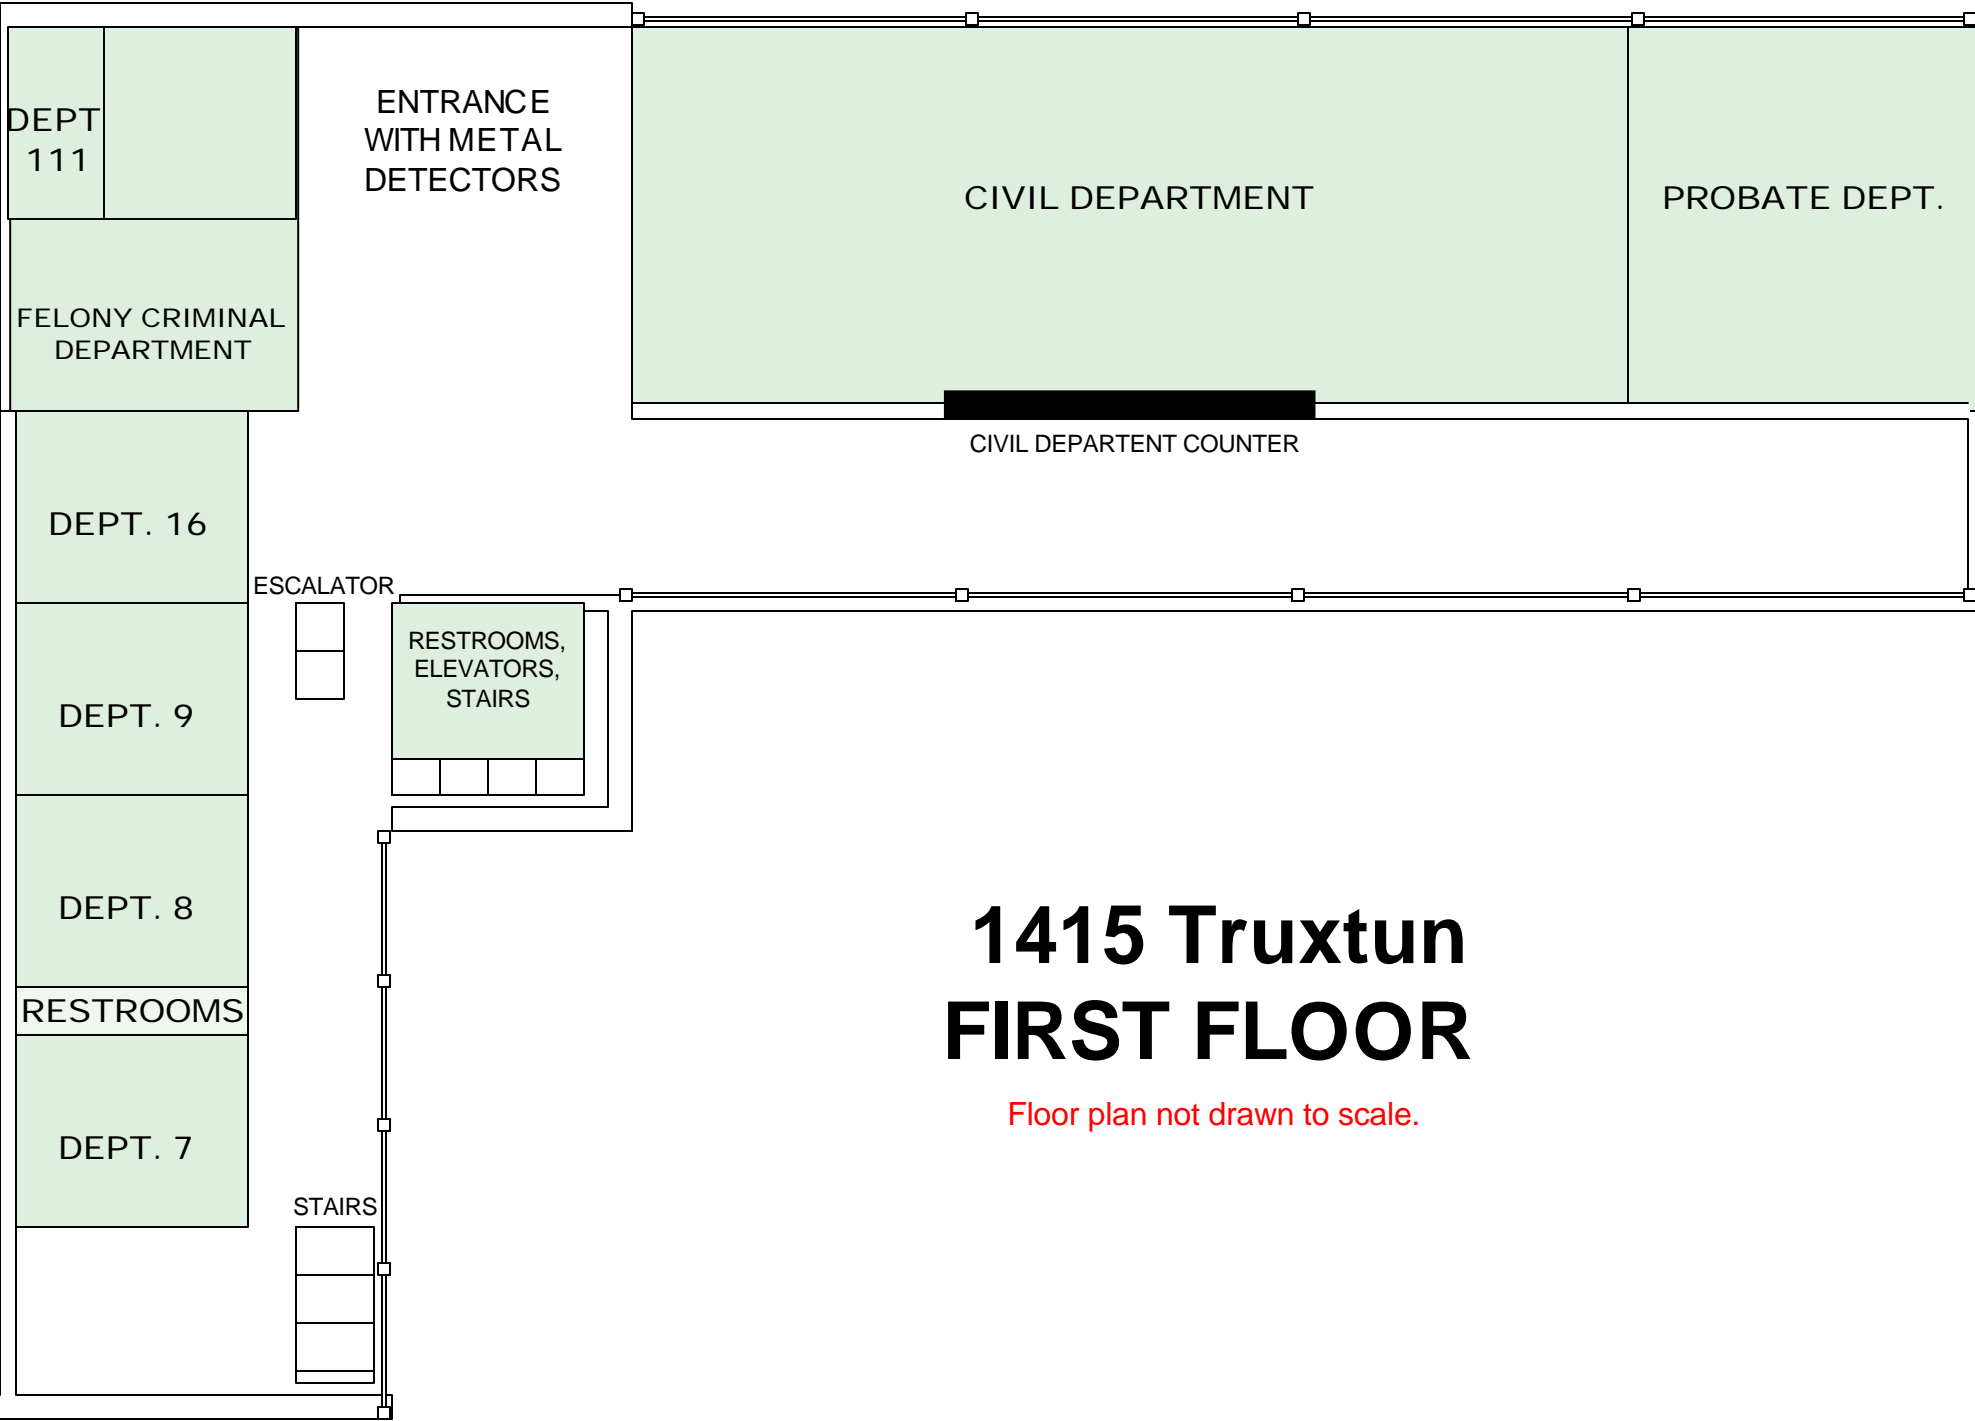 DEPT
111
ENTRANCE
WITH METAL
DETECTORS
CIVIL DEPARTMENT
PROBATE DEPT.
FELONY CRIMINAL
DEPARTMENT
CIVIL DEPARTENT COUNTER
DEPT. 16
ESCALATOR
RESTROOMS,
ELEVATORS,
STAIRS
DEPT. 9
DEPT. 8
RESTROOMS
DEPT. 7
STAIRS
1415 Truxtun
FIRST FLOOR
Floor plan not drawn to scale.